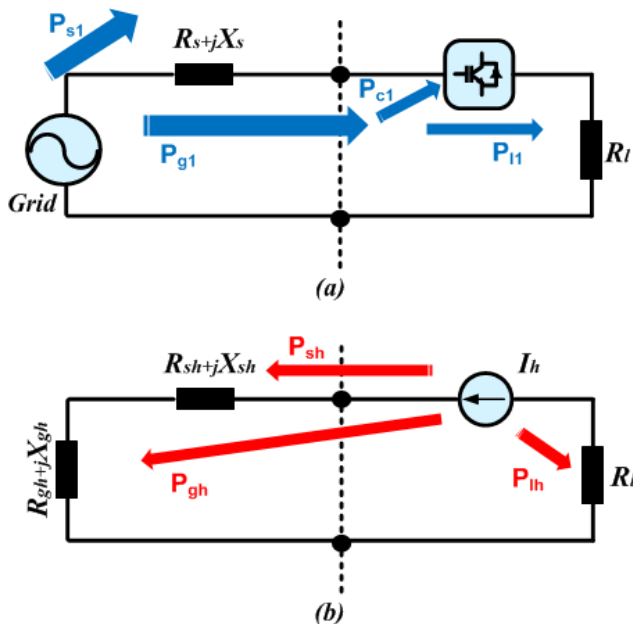 Ps1
Rs+jXs
Pc1
Pg1
Pl1
Rl
Grid
(a)
Psh
Rsh+jXsh
Ih
Rgh+jXgh
Pgh
Plh
Rl
(b)